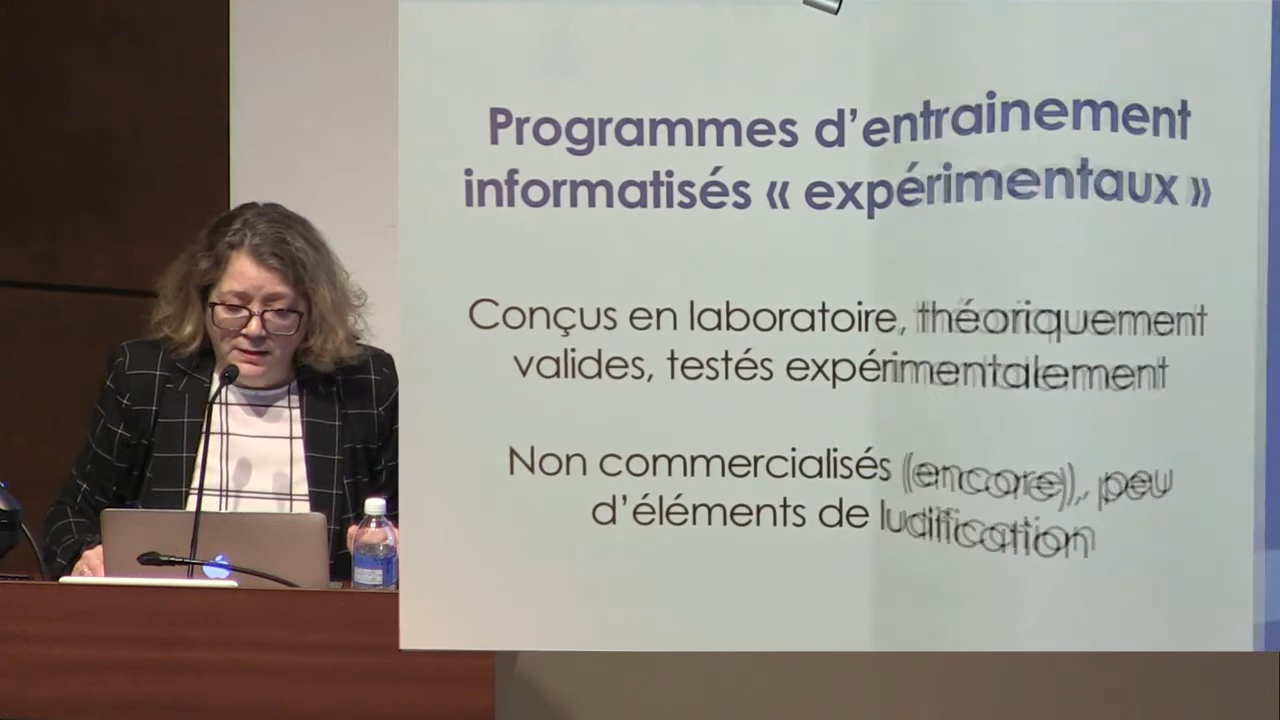 Programmes d'entrainement
informatisés « expérimentaux »
Conçus en laboratoire, théoriquement
valides, testés expérimentalement
Non commercialisés (encore), peu
d'éléments de ludification